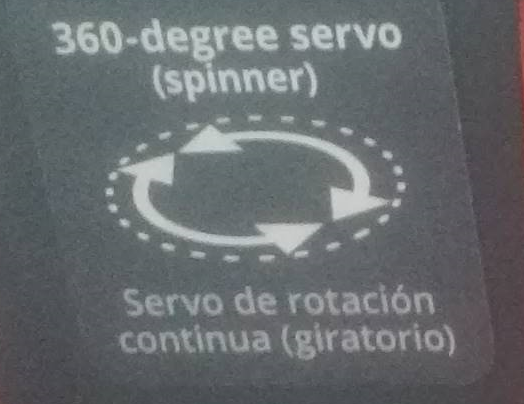 360-degree servo
(spinner)
Servo de rotación
continua (giratorio)